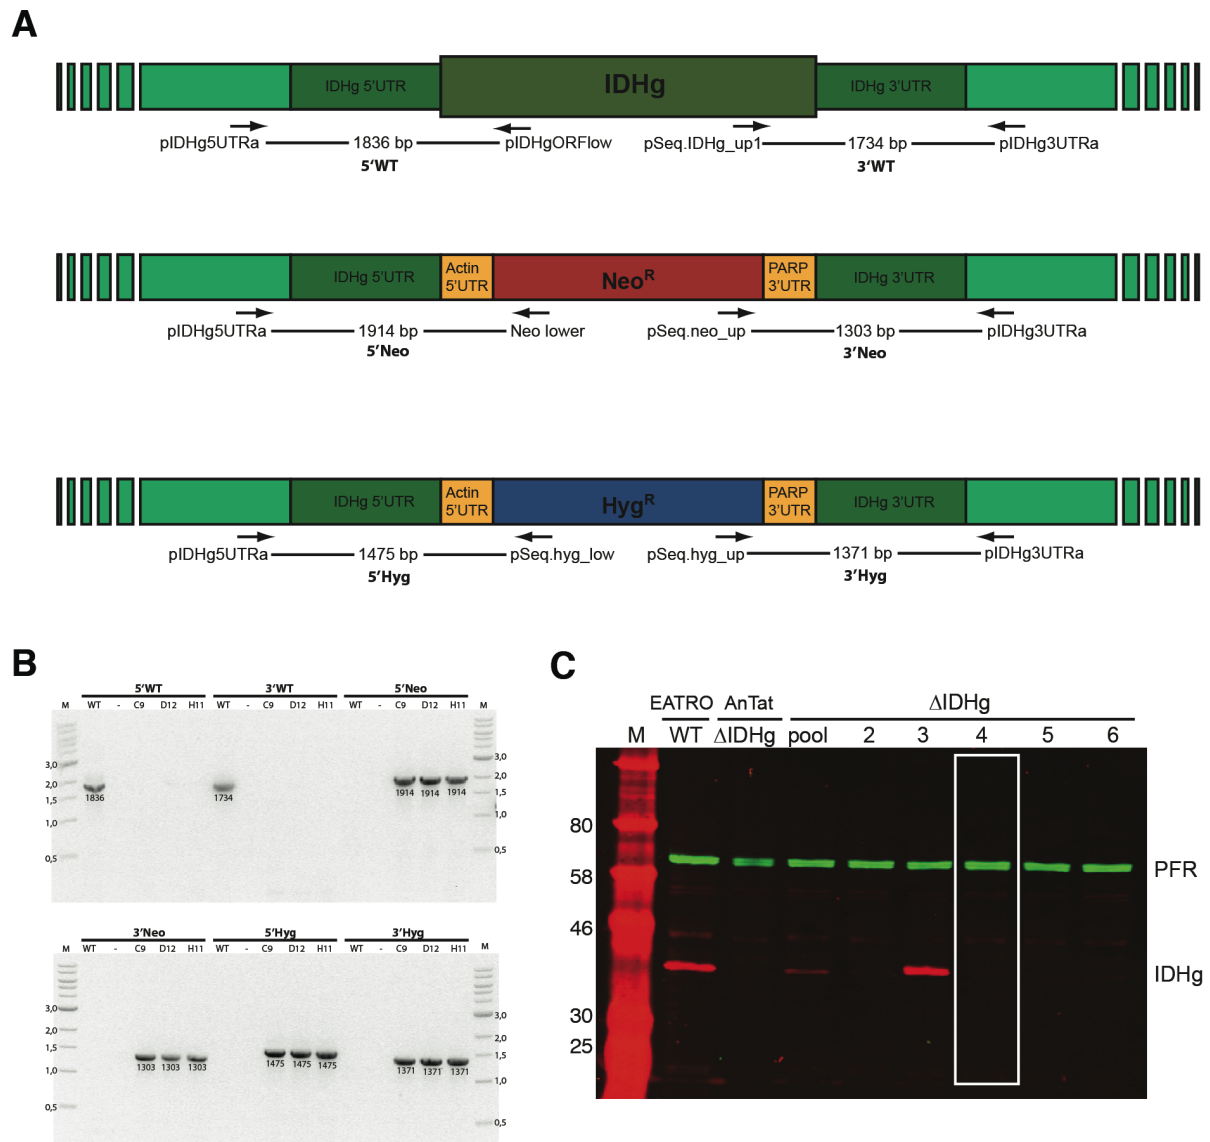 A
IDHg 5'UTR
IDHg
IDHg 3'UTR
pIDHg5UTRa 1836 bp pIDHgORFlow pSeq.IDHg_up1 1734 bp pIDHg3UTRa
5'WT 3'WT
IDHg 5'UTR
Actin
5'UTR
Neo^R
PARP
3'UTR
IDHg 3'UTR
pIDHg5UTRa 1914 bp Neo lower pSeq.neo_up 1303 bp pIDHg3UTRa
5'Neo 3'Neo
IDHg 5'UTR
Actin
5'UTR
Hyg^R
PARP
3'UTR
IDHg 3'UTR
pIDHg5UTRa 1475 bp pSeq.hyg_low pSeq.hyg_up 1371 bp pIDHg3UTRa
5'Hyg 3'Hyg
B
5'WT 3'WT 5'Neo
M WT - C9 D12 H11 WT - C9 D12 H11 WT - C9 D12 H11 M
3,0 3,0
2,0 2,0
1,5 1,5
1,0 1,0
0,5 0,5
1836 1734 1914 1914 1914
3'Neo 5'Hyg 3'Hyg
M WT - C9 D12 H11 WT - C9 D12 H11 WT - C9 D12 H11 M
3,0 3,0
2,0 2,0
1,5 1,5
1,0 1,0
0,5 0,5
1303 1303 1303 1475 1475 1475 1371 1371 1371
C
EATRO AnTat ΔIDHg
M WT ΔIDHg pool 2 3 4 5 6
80
58
46
30
25
PFR
IDHg